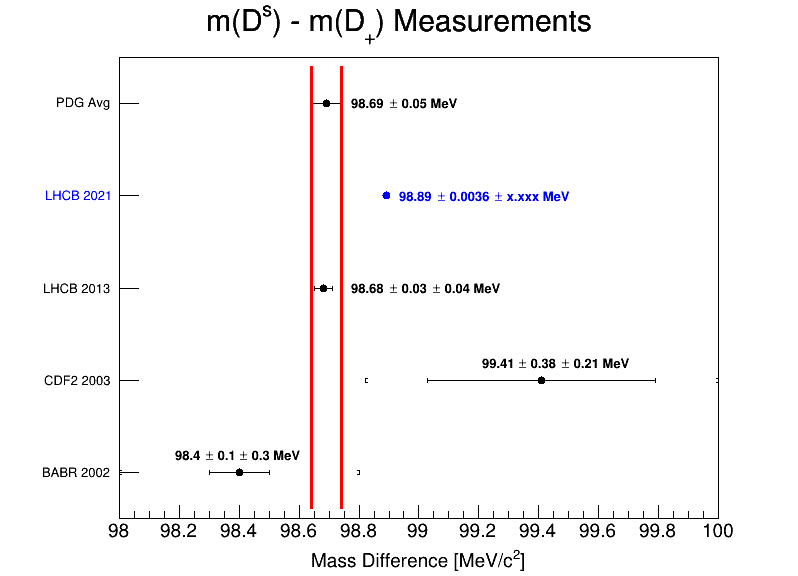 m(Dˢ) - m(D₊) Measurements
PDG Avg
98.69 ± 0.05 MeV
LHCB 2021
98.89 ± 0.0036 ± x.xxx MeV
LHCB 2013
98.68 ± 0.03 ± 0.04 MeV
CDF2 2003
99.41 ± 0.38 ± 0.21 MeV
BABR 2002
98.4 ± 0.1 ± 0.3 MeV
98 98.2 98.4 98.6 98.8 99 99.2 99.4 99.6 99.8 100
Mass Difference [MeV/c²]